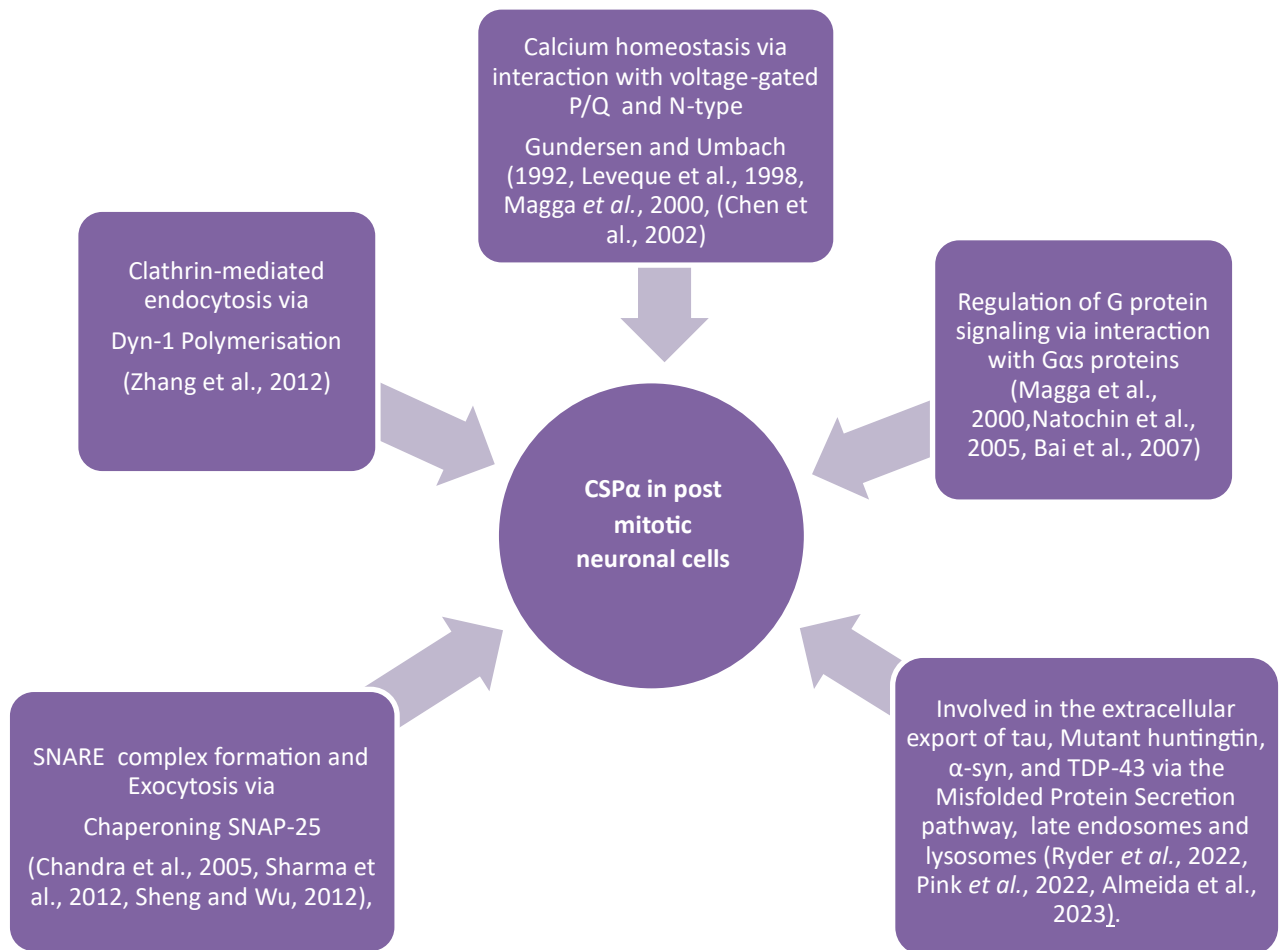 Calcium homeostasis via
interaction with voltage-gated
P/Q and N-type
Gundersen and Umbach
(1992, Leveque et al., 1998,
Magga et al., 2000, (Chen et
al., 2002)
Clathrin-mediated
endocytosis via
Dyn-1 Polymerisation
(Zhang et al., 2012)
Regulation of G protein
signaling via interaction
with Gαs proteins
(Magga et al.,
2000,Natochin et al.,
2005, Bai et al., 2007)
CSPα in post
mitotic
neuronal cells
SNARE complex formation and
Exocytosis via
Chaperoning SNAP-25
(Chandra et al., 2005, Sharma et
al., 2012, Sheng and Wu, 2012),
Involved in the extracellular
export of tau, Mutant huntingtin,
α-syn, and TDP-43 via the
Misfolded Protein Secretion
pathway, late endosomes and
lysosomes (Ryder et al., 2022,
Pink et al., 2022, Almeida et al.,
2023).